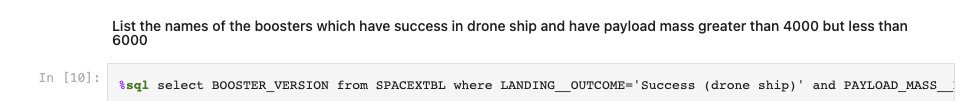 List the names of the boosters which have success in drone ship and have payload mass greater than 4000 but less than
6000
In [10]: %sql select BOOSTER_VERSION from SPACEXTBL where LANDING__OUTCOME='Success (drone ship)' and PAYLOAD_MASS__